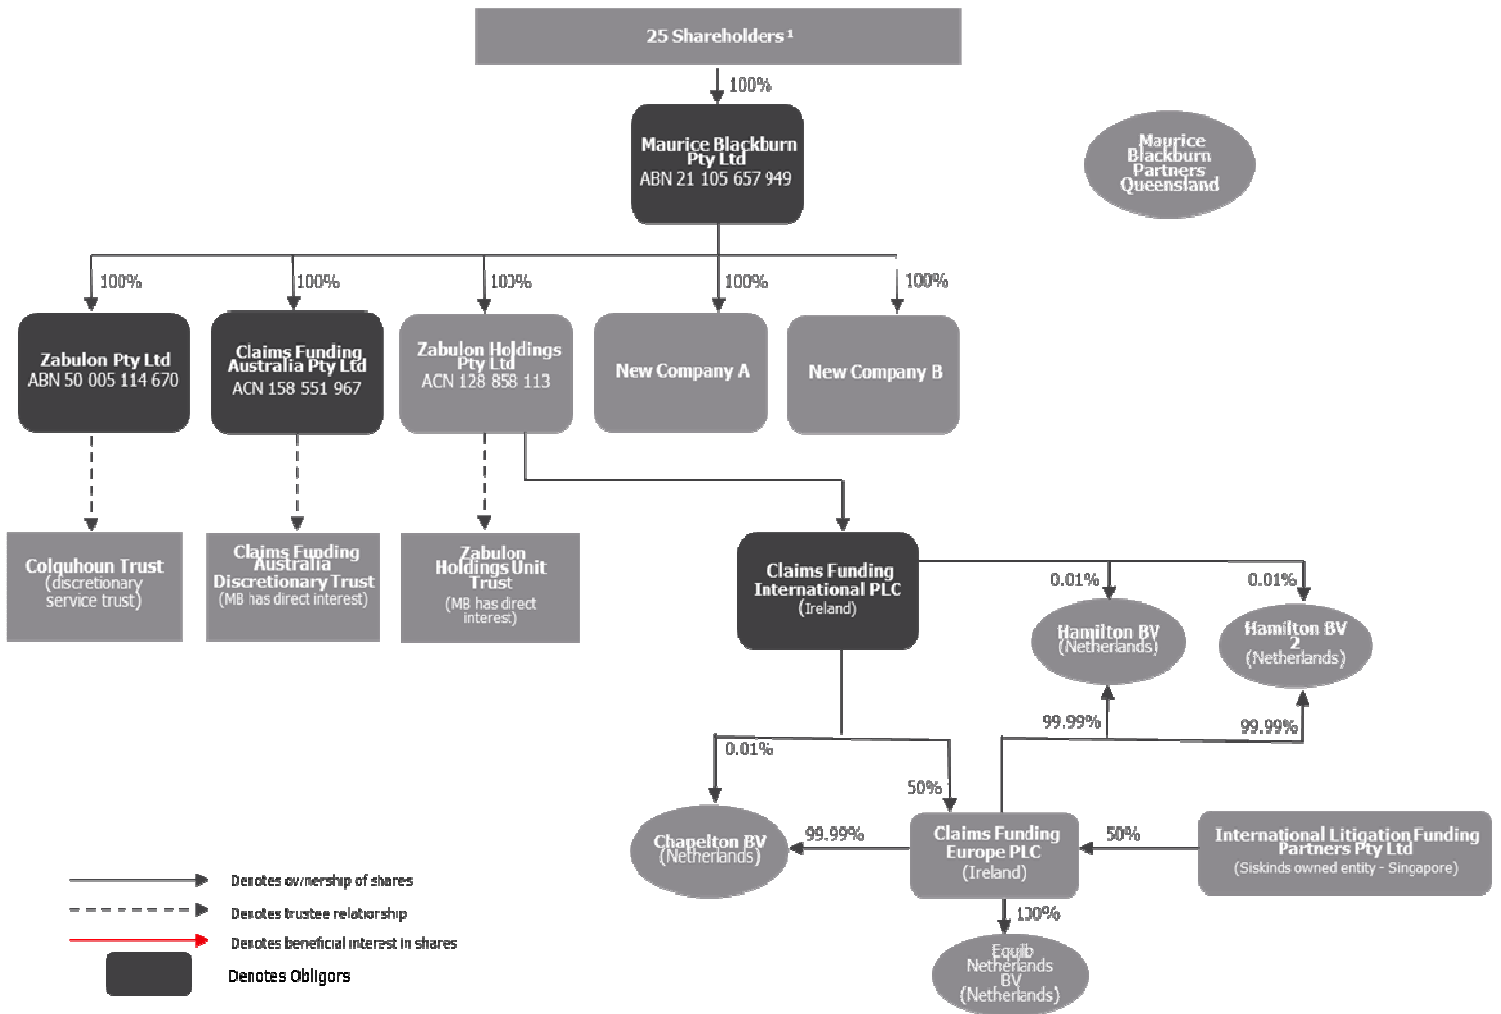 25 Shareholders ¹
100%
Maurice Blackburn
Pty Ltd
ABN 21 105 657 949
Maurice
Blackburn
Partners
Queensland
100%
100%
100%
100%
100%
Zabulon Pty Ltd
ABN 50 005 114 670
Claims Funding
Australia Pty Ltd
ACN 158 551 967
Zabulon Holdings
Pty Ltd
ACN 128 858 113
New Company A
New Company B
Colquhoun Trust
(discretionary
service trust)
Claims Funding
Australia
Discretionary Trust
(MB has direct interest)
Zabulon
Holdings Unit
Trust
(MB has direct
interest)
Claims Funding
International PLC
(Ireland)
0.01%
0.01%
Hamilton BV
(Netherlands)
Hamilton BV
2
(Netherlands)
99.99%
99.99%
0.01%
50%
Chapelton BV
(Netherlands)
99.99%
Claims Funding
Europe PLC
(Ireland)
50%
International Litigation Funding
Partners Pty Ltd
(Siskinds owned entity - Singapore)
100%
Equilib
Netherlands
BV
(Netherlands)
Denotes ownership of shares
Denotes trustee relationship
Denotes beneficial interest in shares
Denotes Obligors